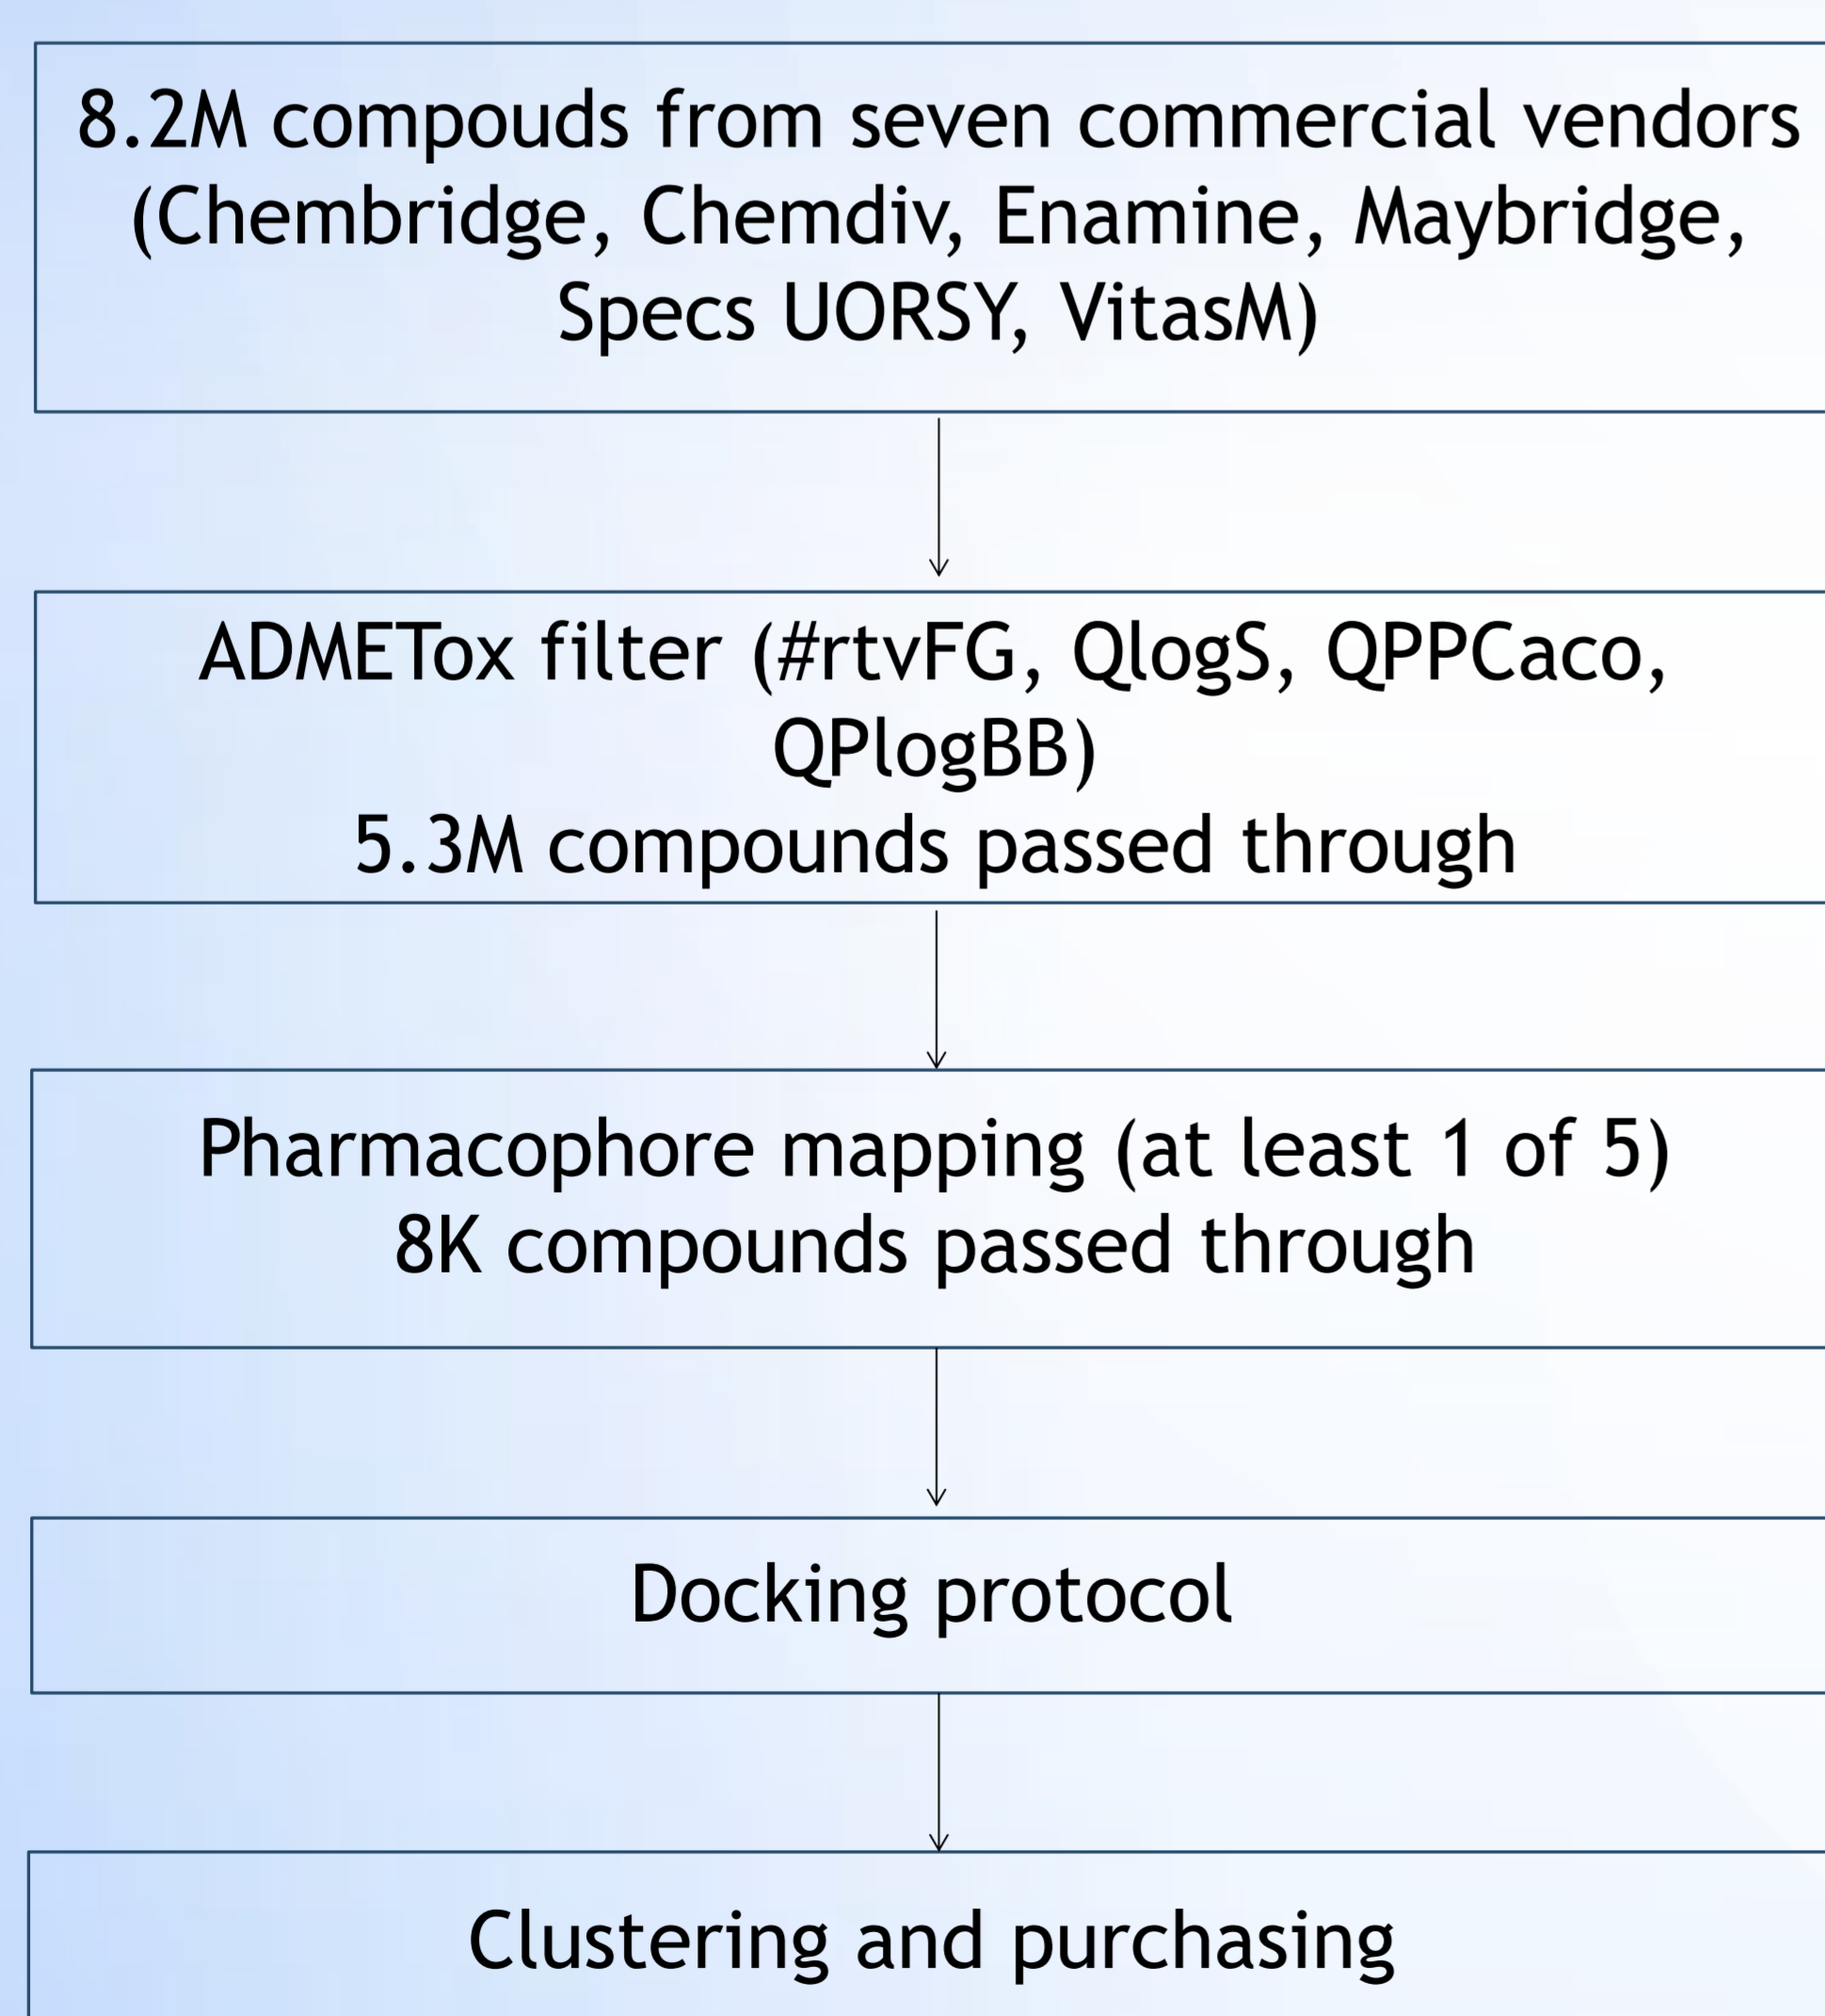 8.2M compouds from seven commercial vendors
(Chembridge, Chemdiv, Enamine, Maybridge,
Specs UORSY, VitasM)
ADMETox filter (#rtvFG, QlogS, QPPCaco,
QPlogBB)
5.3M compounds passed through
Pharmacophore mapping (at least 1 of 5)
8K compounds passed through
Docking protocol
Clustering and purchasing